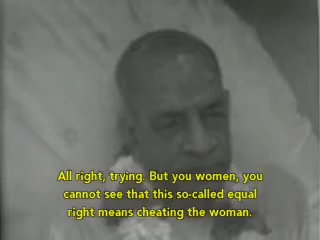 All right, trying. But you women, you
cannot see that this so-called equal
right means cheating the woman.